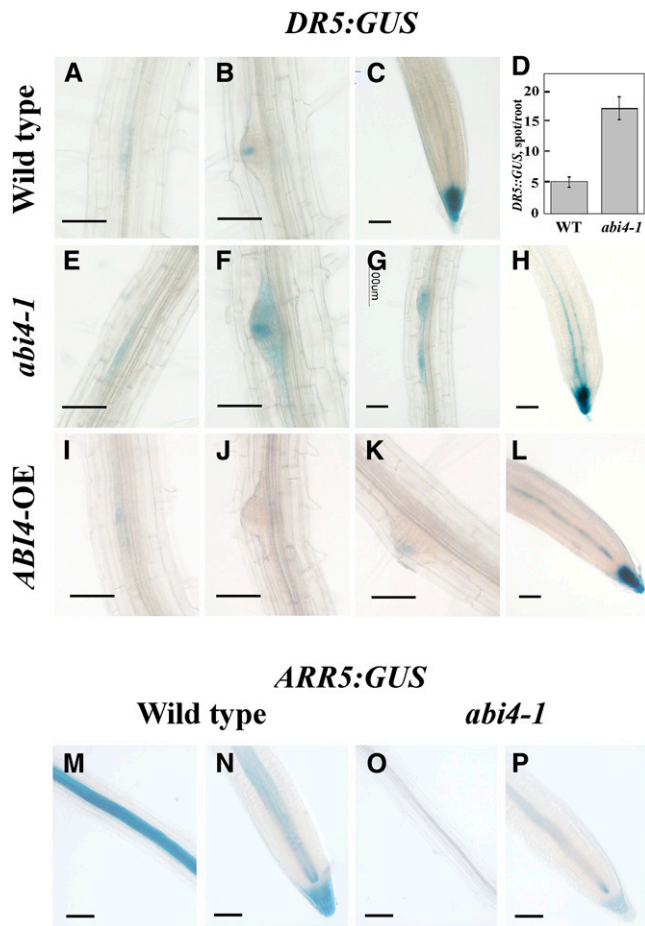 DR5:GUS
Wild type
A
B
C
D
DR5::GUS, spot/root
20
15
10
5
0
WT
abi4-1
abi4-1
E
F
G
00um
H
ABI4-OE
I
J
K
L
ARR5:GUS
Wild type
abi4-1
M
N
O
P